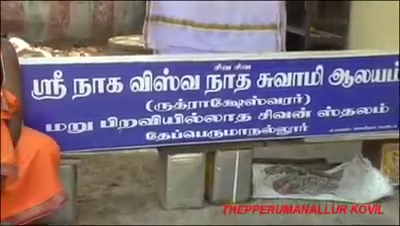 சிவ சிவ
ஸ்ரீ நாக விஸ்வ நாத சுவாமி ஆலயம்
(ருக்ராக்ஷேஸ்வரர்)
மறு பிறவியில்லாத சிவன் ஸ்தலம்
தேப்பெருமாநல்லூர்
THEPPERUMANALLUR KOVIL